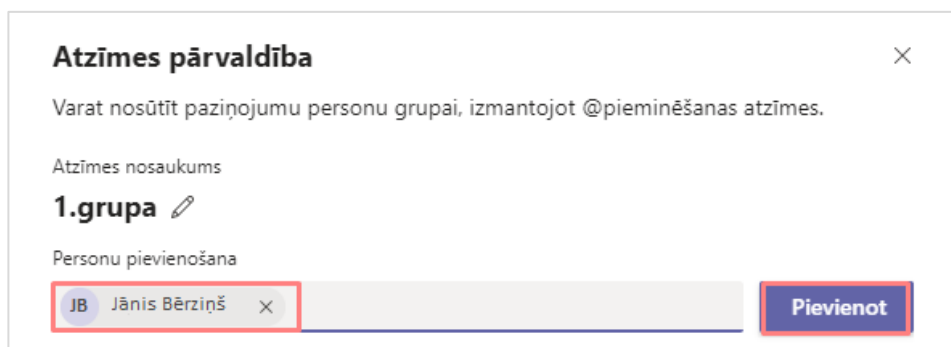 Atzīmes pārvaldība
Varat nosūtīt paziņojumu personu grupai, izmantojot @pieminēšanas atzīmes.
Atzīmes nosaukums
1.grupa
Personu pievienošana
JB Jānis Bērziņš
Pievienot